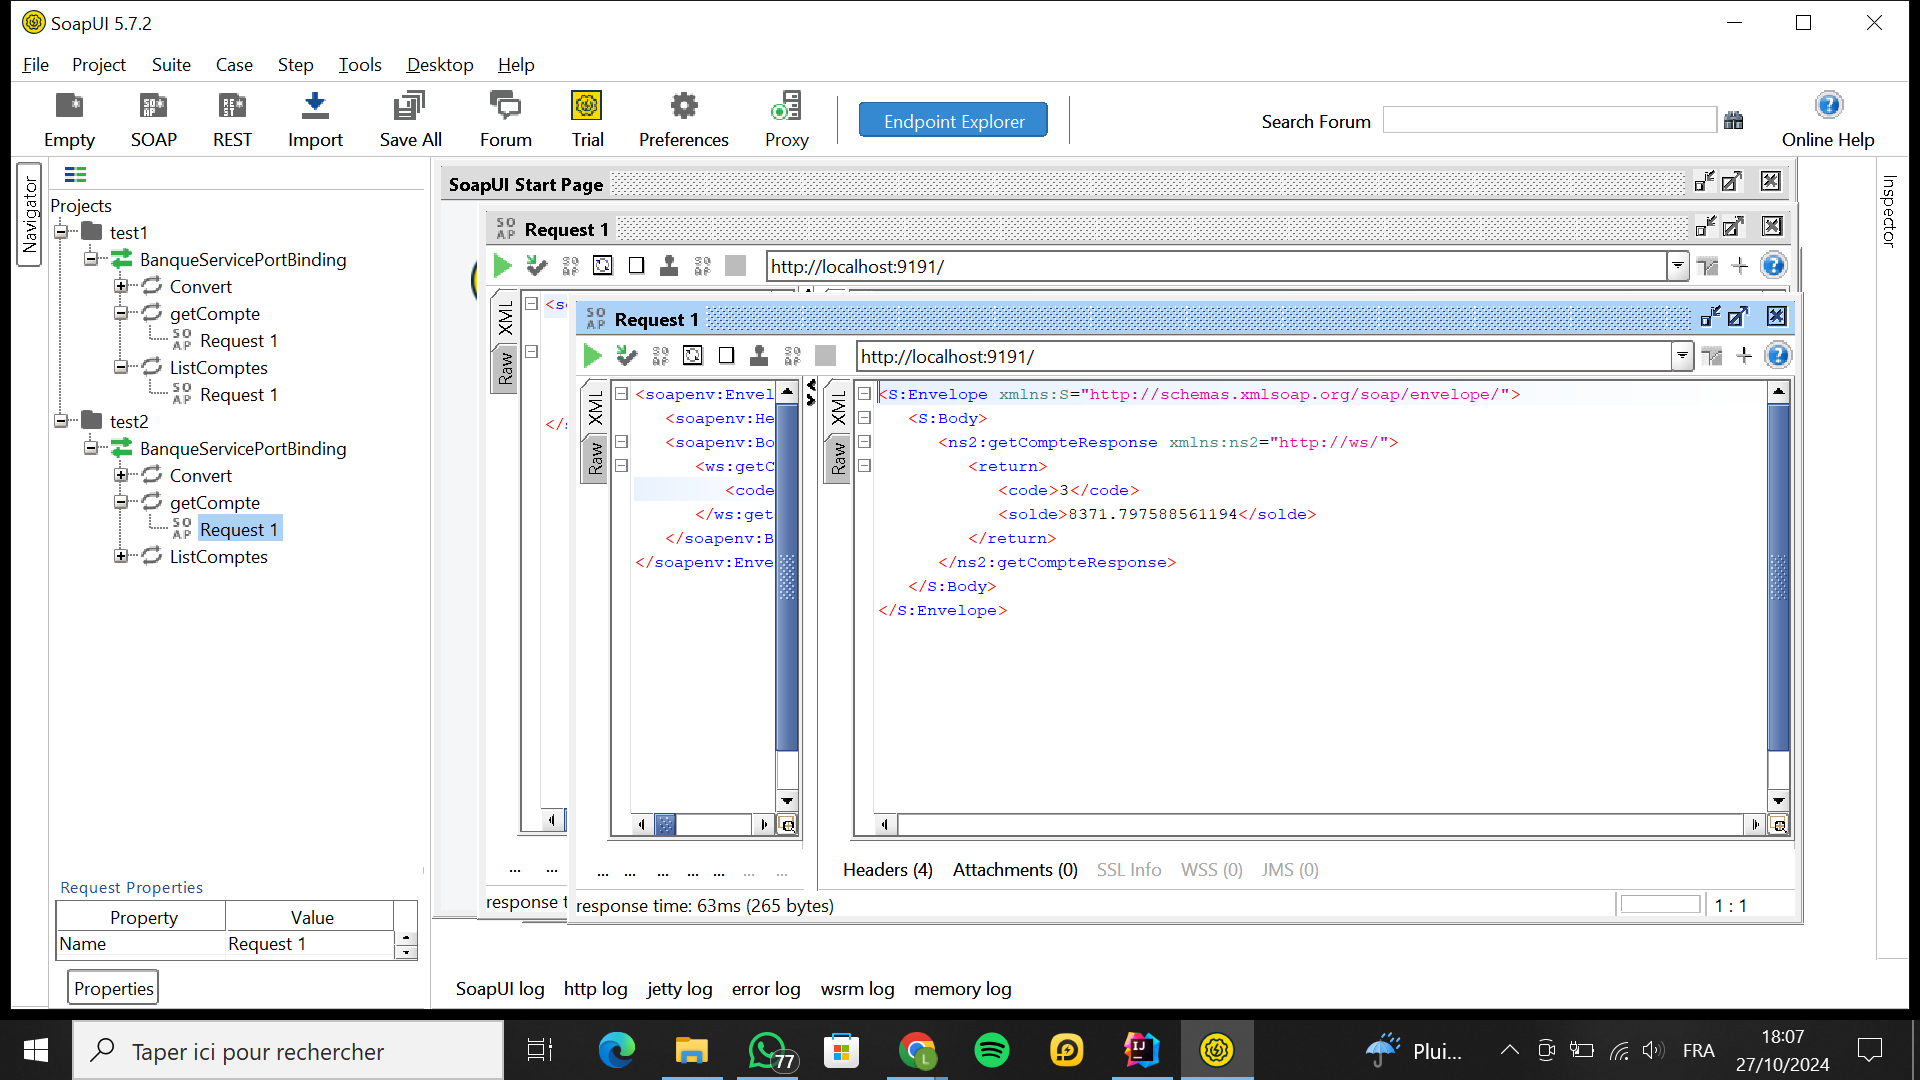 SoapUI 5.7.2
File Project Suite Case Step Tools Desktop Help
Empty SOAP REST Import Save All Forum Trial Preferences Proxy Endpoint Explorer Search Forum Online Help
Navigator
Inspector
Projects
test1
BanqueServicePortBinding
Convert
getCompte
Request 1
ListComptes
Request 1
test2
BanqueServicePortBinding
Convert
getCompte
Request 1
ListComptes
Request Properties
Property Value
Name Request 1
Properties
SoapUI Start Page
Request 1
http://localhost:9191/
XML
Raw
<s
</s
response t
Request 1
http://localhost:9191/
XML
Raw
<soapenv:Envel
<soapenv:He
<soapenv:Bo
<ws:getC
<code
</ws:get
</soapenv:B
</soapenv:Enve
XML
Raw
<S:Envelope xmlns:S="http://schemas.xmlsoap.org/soap/envelope/">
<S:Body>
<ns2:getCompteResponse xmlns:ns2="http://ws/">
<return>
<code>3</code>
<solde>8371.797588561194</solde>
</return>
</ns2:getCompteResponse>
</S:Body>
</S:Envelope>
... ... ... ... ... ... ... ...
Headers (4) Attachments (0) SSL Info WSS (0) JMS (0)
response time: 63ms (265 bytes)
1 : 1
SoapUI log http log jetty log error log wsrm log memory log
Taper ici pour rechercher
77
L
Plui...
FRA
18:07
27/10/2024